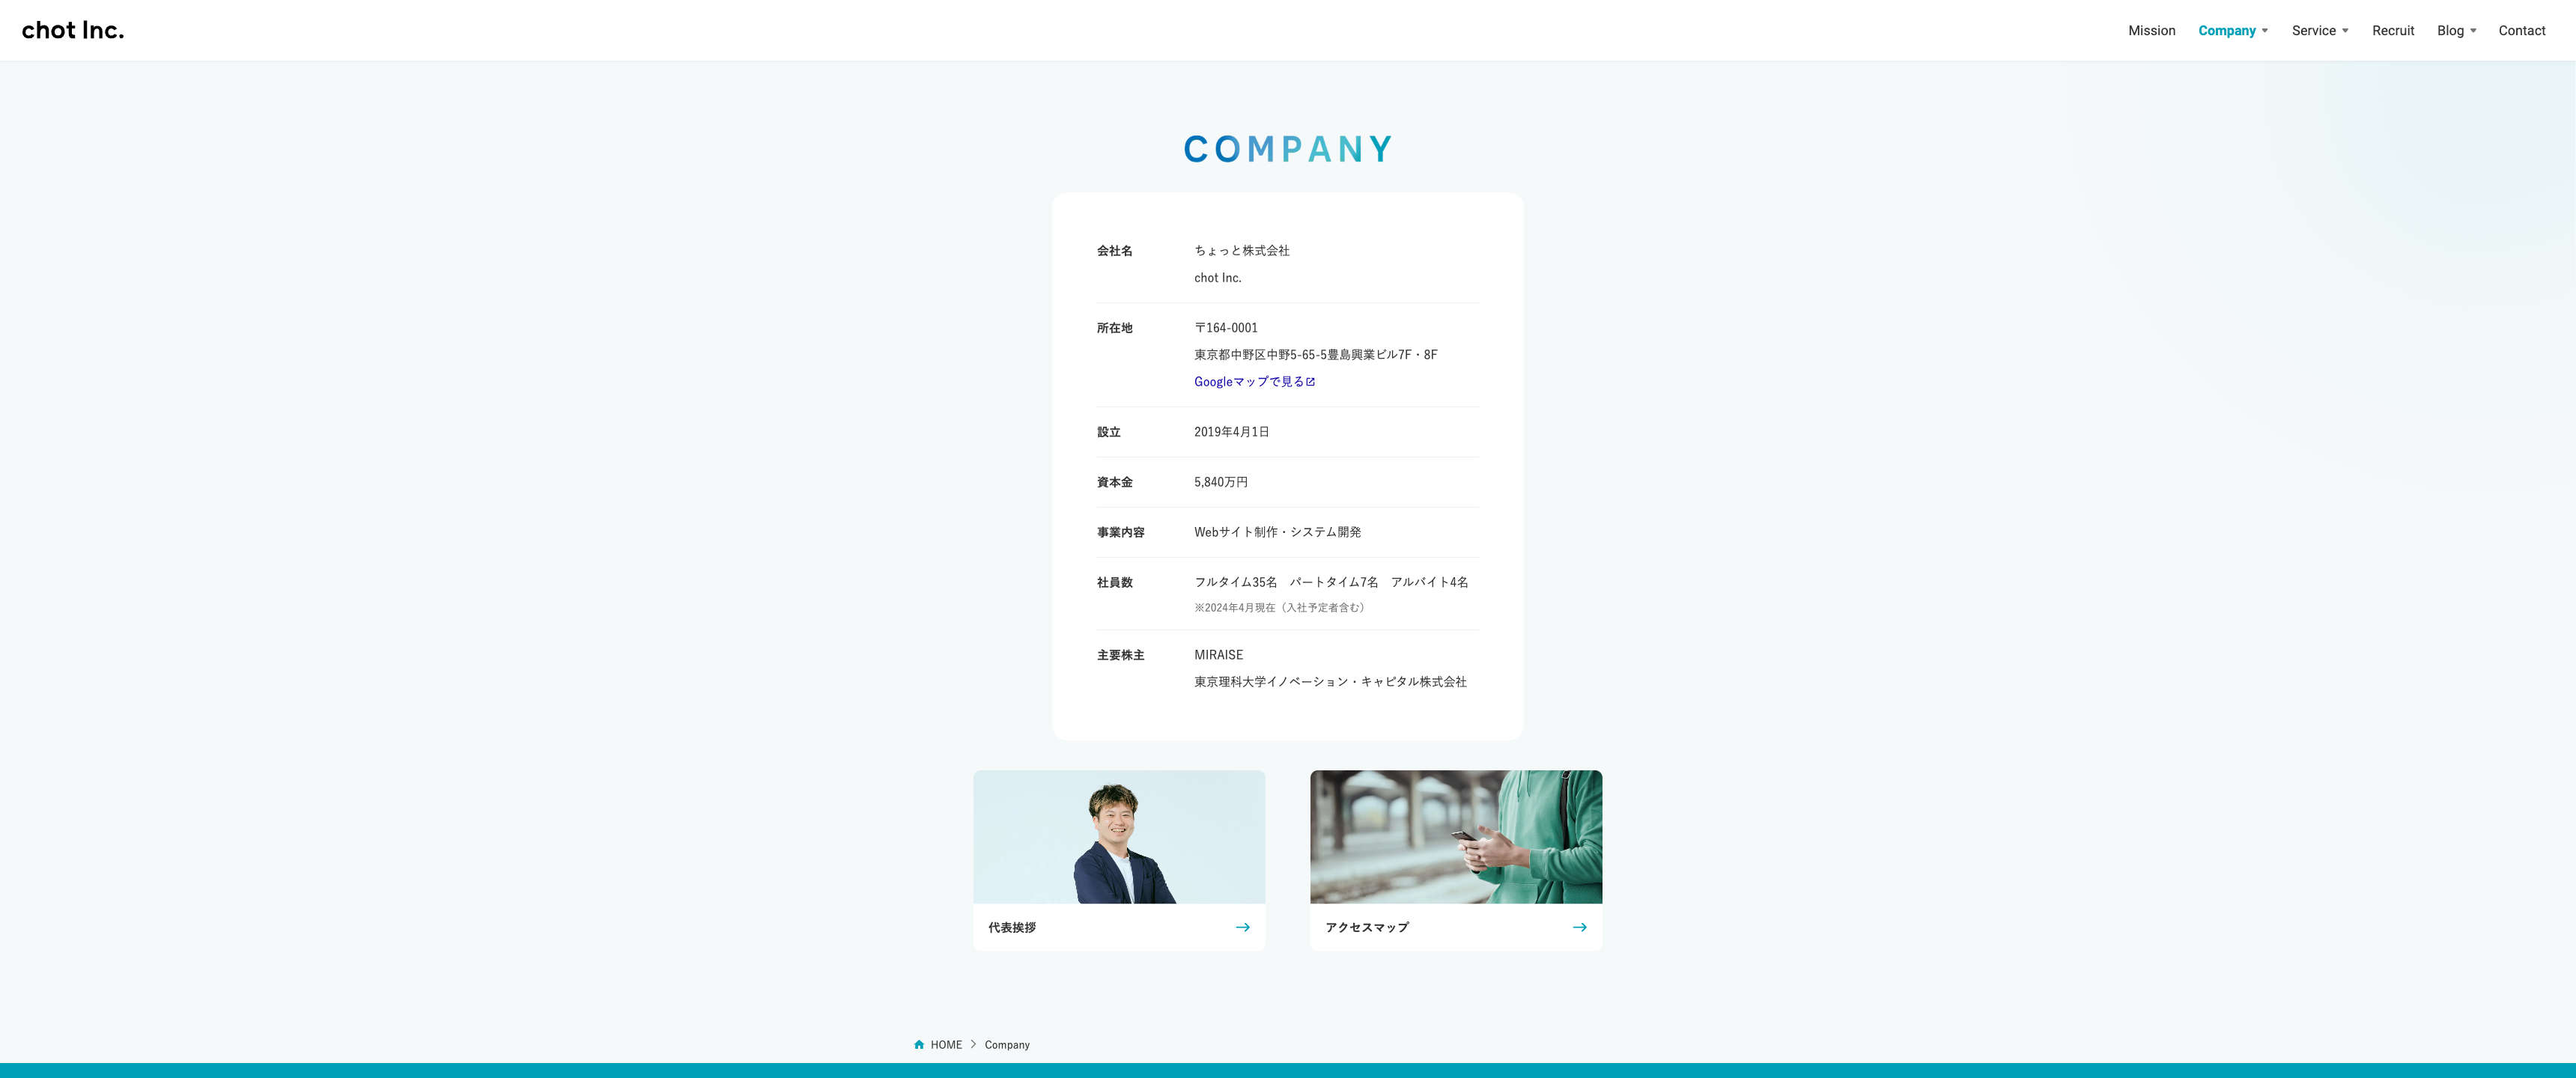 chot Inc.
Mission
Company
Service
Recruit
Blog
Contact
COMPANY
会社名
ちょっと株式会社
chot Inc.
所在地
〒164-0001
東京都中野区中野5-65-5豊島興業ビル7F・8F
Googleマップで見る
設立
2019年4月1日
資本金
5,840万円
事業内容
Webサイト制作・システム開発
社員数
フルタイム35名　パートタイム7名　アルバイト4名
※2024年4月現在（入社予定者含む）
主要株主
MIRAISE
東京理科大学イノベーション・キャピタル株式会社
代表挨拶
アクセスマップ
HOME
Company